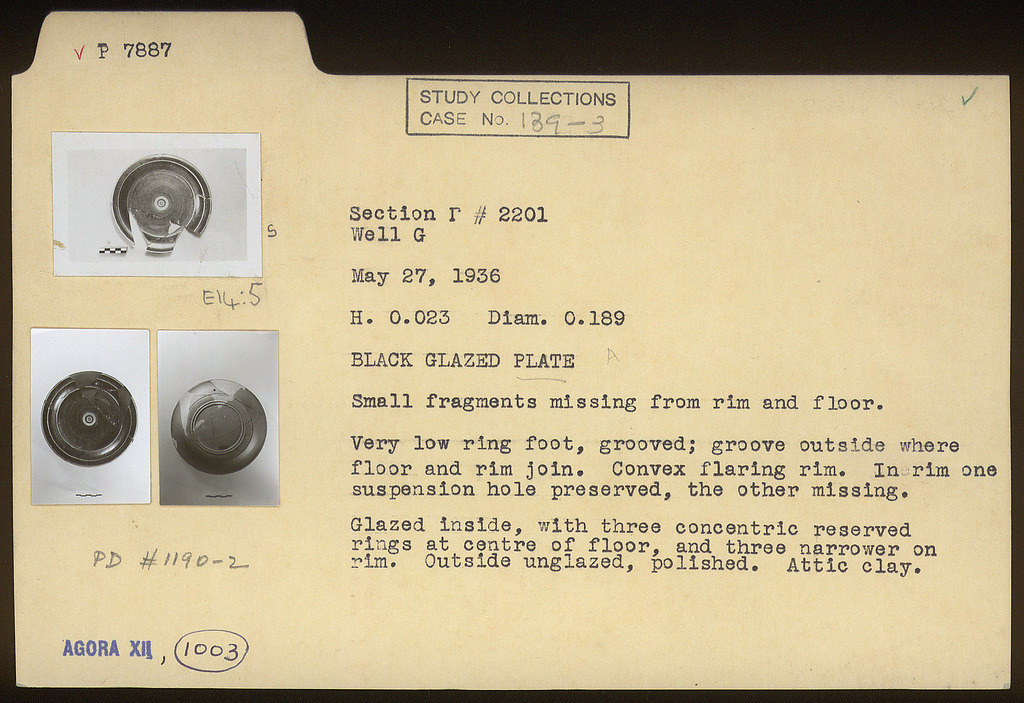 √ P 7887
STUDY COLLECTIONS
CASE No. 139-3
Section Γ # 2201
Well G
May 27, 1936
H. 0.023 Diam. 0.189
BLACK GLAZED PLATE A
Small fragments missing from rim and floor.
Very low ring foot, grooved; groove outside where
floor and rim join. Convex flaring rim. In rim one
suspension hole preserved, the other missing.
Glazed inside, with three concentric reserved
rings at centre of floor, and three narrower on
rim. Outside unglazed, polished. Attic clay.
S
E14:5
PD #1190-2
AGORA XII, 1003